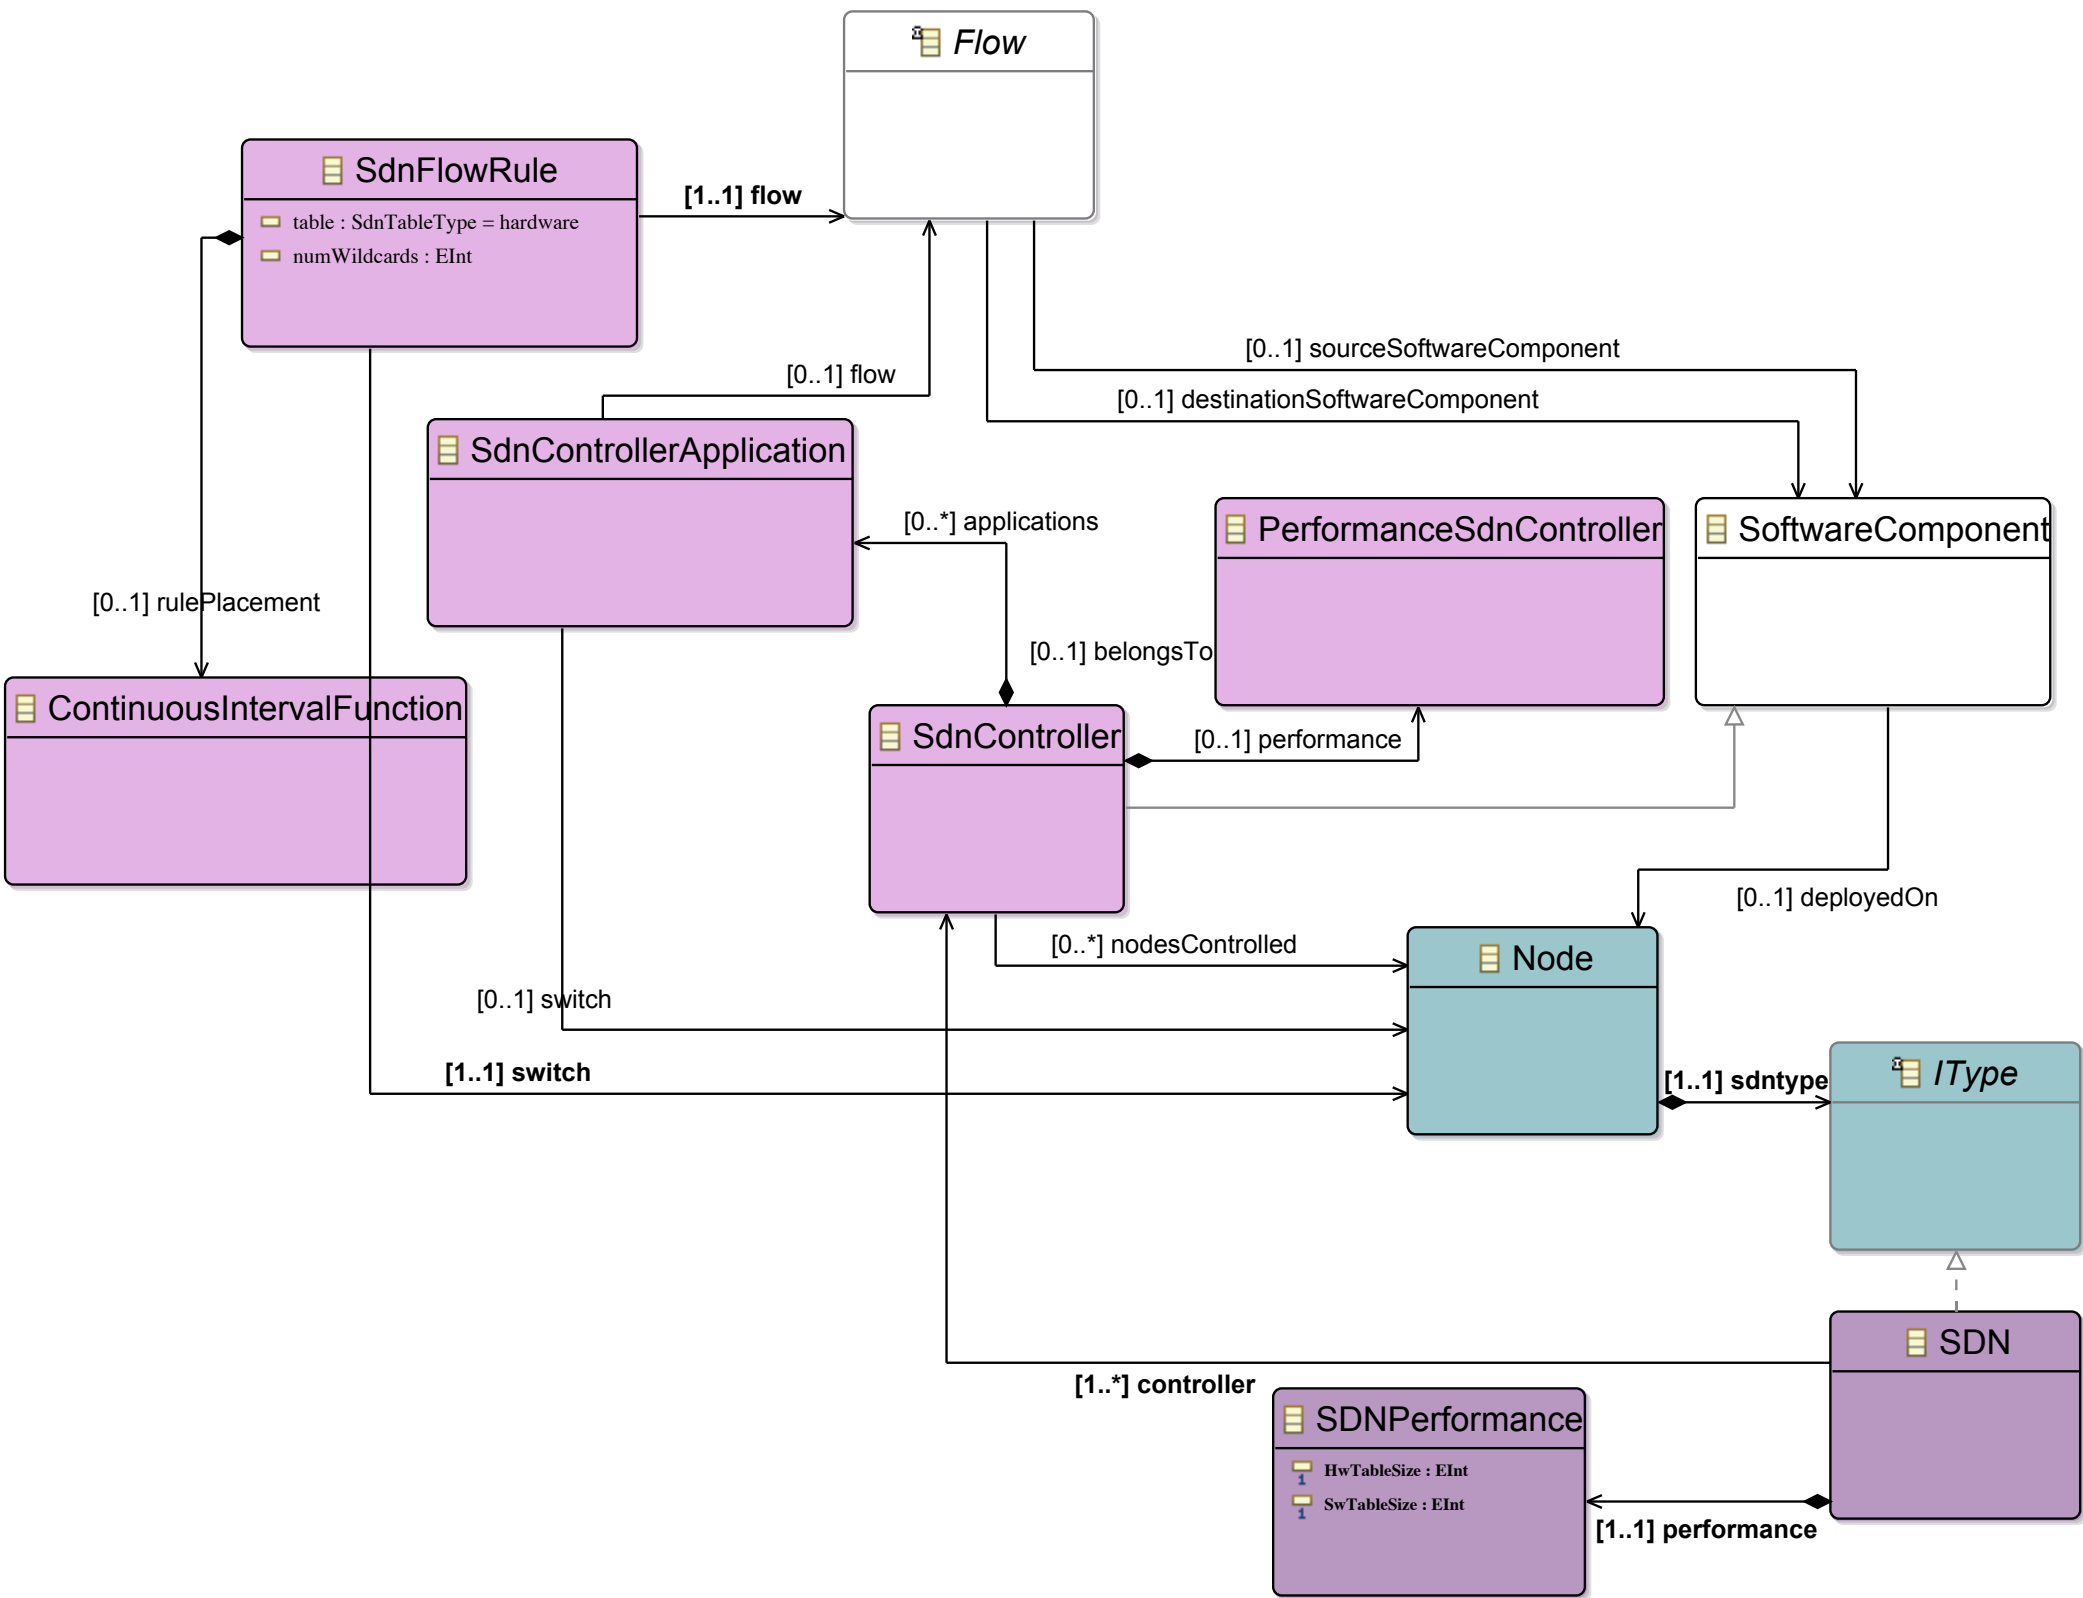 Flow
SdnFlowRule
table : SdnTableType = hardware
numWildcards : EInt
[1..1] flow
[0..1] sourceSoftwareComponent
[0..1] flow
[0..1] destinationSoftwareComponent
SdnControllerApplication
[0..*] applications
PerformanceSdnController
SoftwareComponent
[0..1] rulePlacement
[0..1] belongsTo
ContinuousIntervalFunction
SdnController
[0..1] performance
[0..1] deployedOn
[0..*] nodesControlled
Node
[0..1] switch
[1..1] switch
[1..1] sdntype
IType
SDN
[1..*] controller
SDNPerformance
HwTableSize : EInt
SwTableSize : EInt
1
1
[1..1] performance